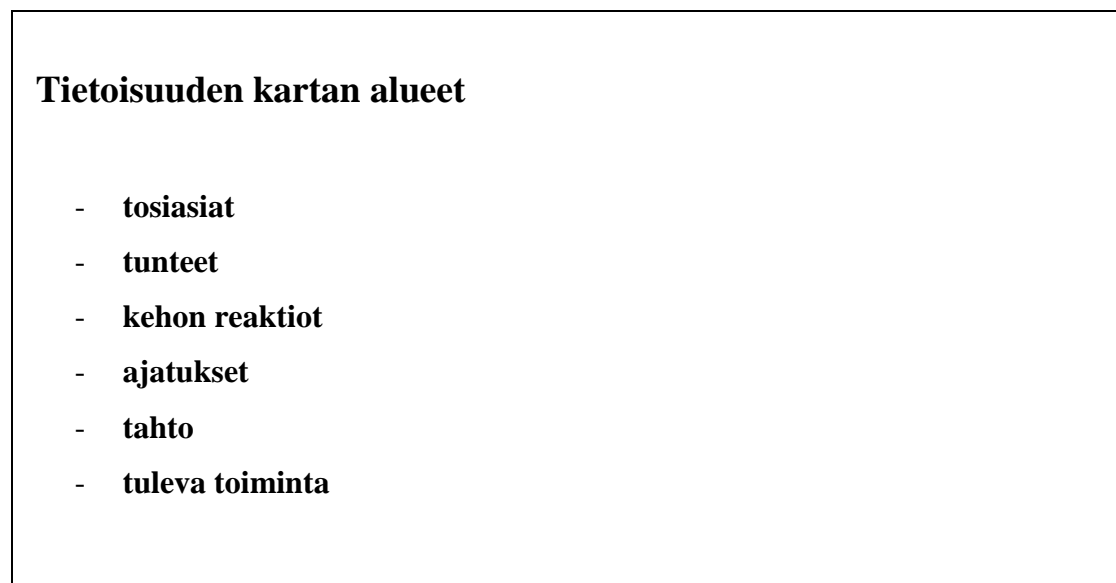 Tietoisuuden kartan alueet
- tosiasiat
- tunteet
- kehon reaktiot
- ajatukset
- tahto
- tuleva toiminta